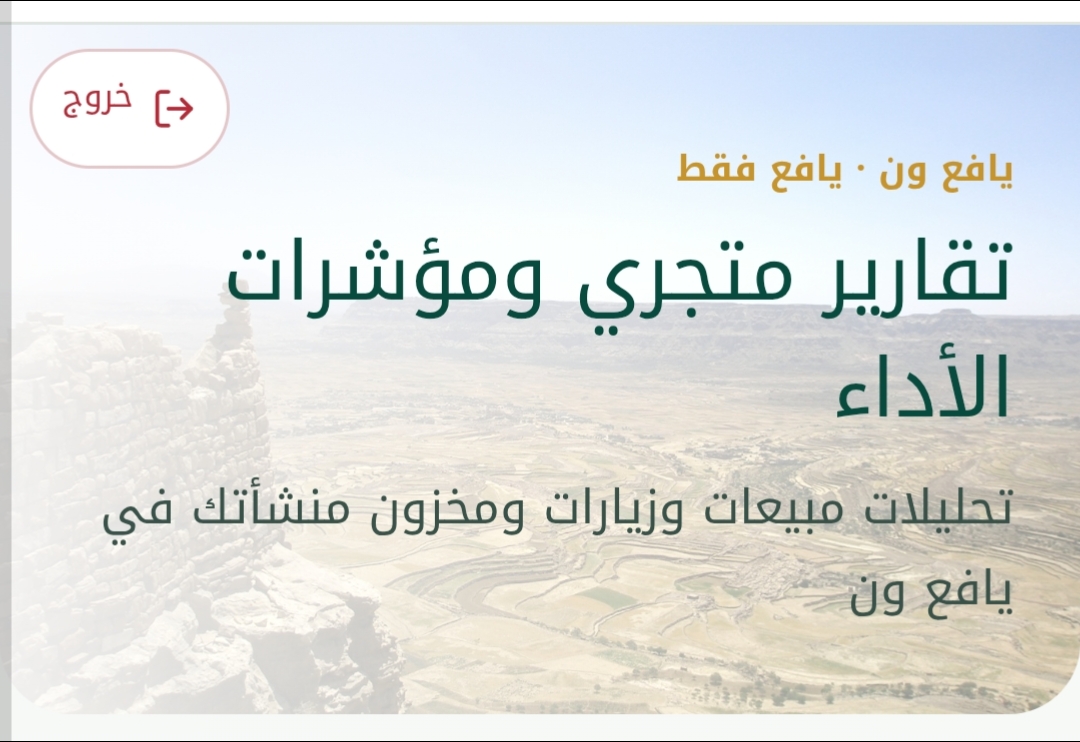 خروج
يافع ون · يافع فقط
تقارير متجري ومؤشرات
الأداء
تحليلات مبيعات وزيارات ومخزون منشأتك في
يافع ون